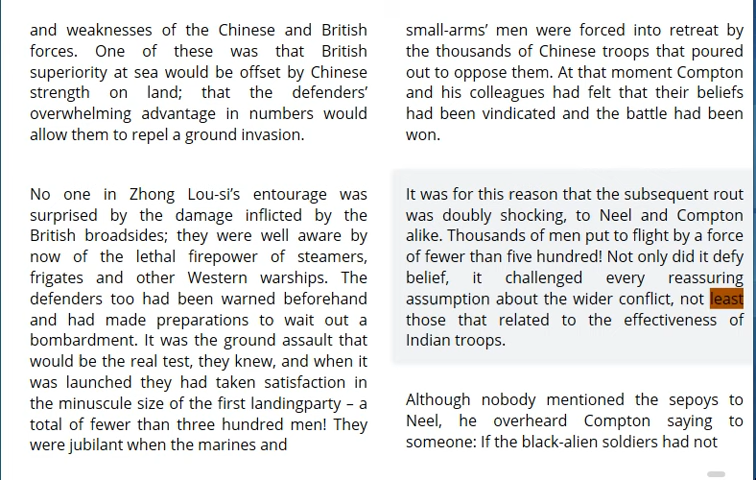 and weaknesses of the Chinese and British
forces. One of these was that British
superiority at sea would be offset by Chinese
strength on land; that the defenders’
overwhelming advantage in numbers would
allow them to repel a ground invasion.
No one in Zhong Lou-si’s entourage was
surprised by the damage inflicted by the
British broadsides; they were well aware by
now of the lethal firepower of steamers,
frigates and other Western warships. The
defenders too had been warned beforehand
and had made preparations to wait out a
bombardment. It was the ground assault that
would be the real test, they knew, and when it
was launched they had taken satisfaction in
the minuscule size of the first landingparty – a
total of fewer than three hundred men! They
were jubilant when the marines and
small-arms’ men were forced into retreat by
the thousands of Chinese troops that poured
out to oppose them. At that moment Compton
and his colleagues had felt that their beliefs
had been vindicated and the battle had been
won.
It was for this reason that the subsequent rout
was doubly shocking, to Neel and Compton
alike. Thousands of men put to flight by a force
of fewer than five hundred! Not only did it defy
belief, it challenged every reassuring
assumption about the wider conflict, not least
those that related to the effectiveness of
Indian troops.
Although nobody mentioned the sepoys to
Neel, he overheard Compton saying to
someone: If the black-alien soldiers had not